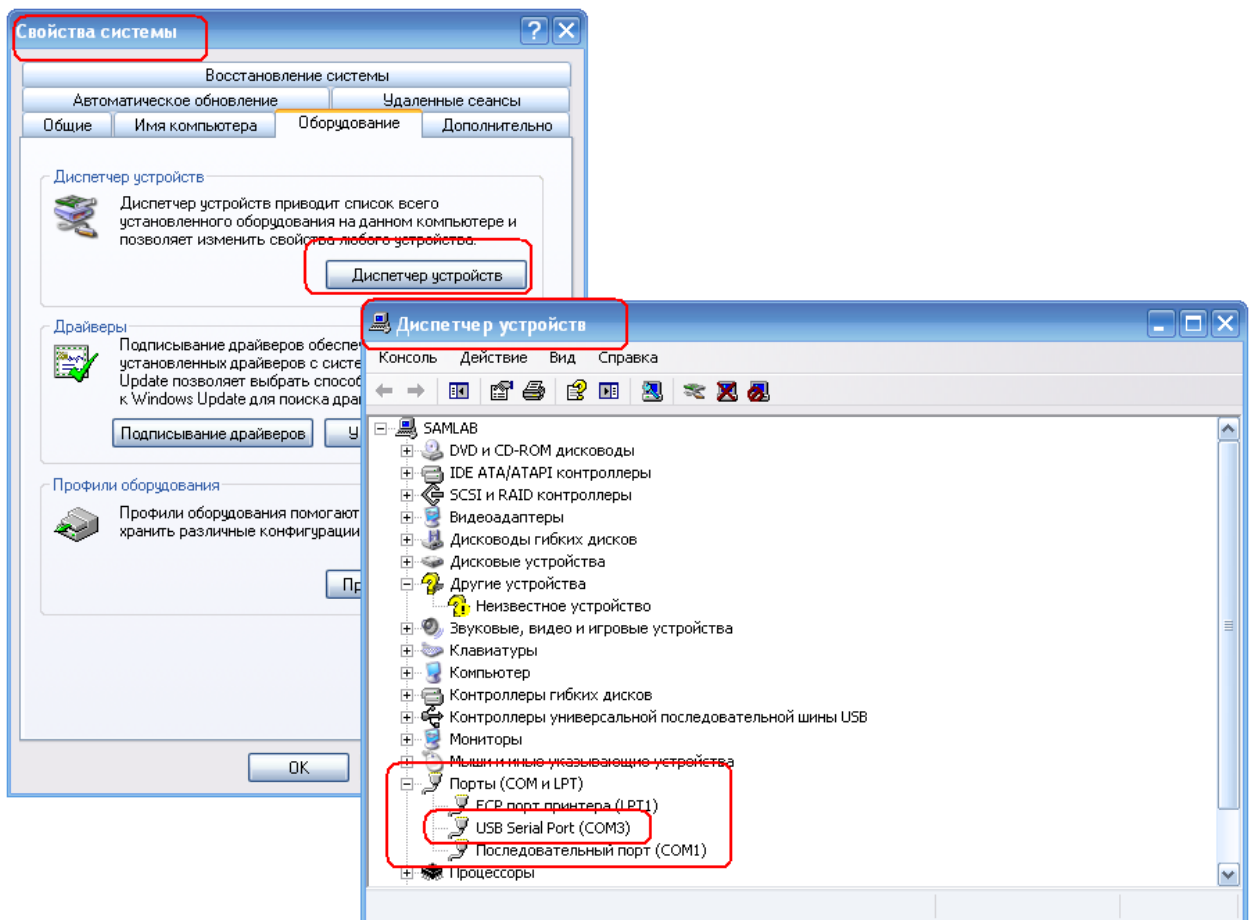 Свойства системы
Восстановление системы
Автоматическое обновление
Удаленные сеансы
Общие
Имя компьютера
Оборудование
Дополнительно
Диспетчер устройств
Диспетчер устройств приводит список всего
установленного оборудования на данном компьютере и
позволяет изменить свойства любого устройства.
Диспетчер устройств
Драйверы
Подписывание драйверов
установленных драйверов с
Update позволяет выбрать
к Windows Update для поиска
Подписывание драйверов
Профили оборудования
Профили оборудования помогают
хранить различные конфигурации
OK
Диспетчер устройств
Консоль Действие Вид Справка
SAMLAB
DVD и CD-ROM дисководы
IDE ATA/ATAPI контроллеры
SCSI и RAID контроллеры
Видеоадаптеры
Дисководы гибких дисков
Дисковые устройства
Другие устройства
Неизвестное устройство
Звуковые, видео и игровые устройства
Клавиатуры
Компьютер
Контроллеры гибких дисков
Контроллеры универсальной последовательной шины USB
Мониторы
Мыши и иные указывающие устройства
Порты (COM и LPT)
ECP порт принтера (LPT1)
USB Serial Port (COM3)
Последовательный порт (COM1)
Процессоры